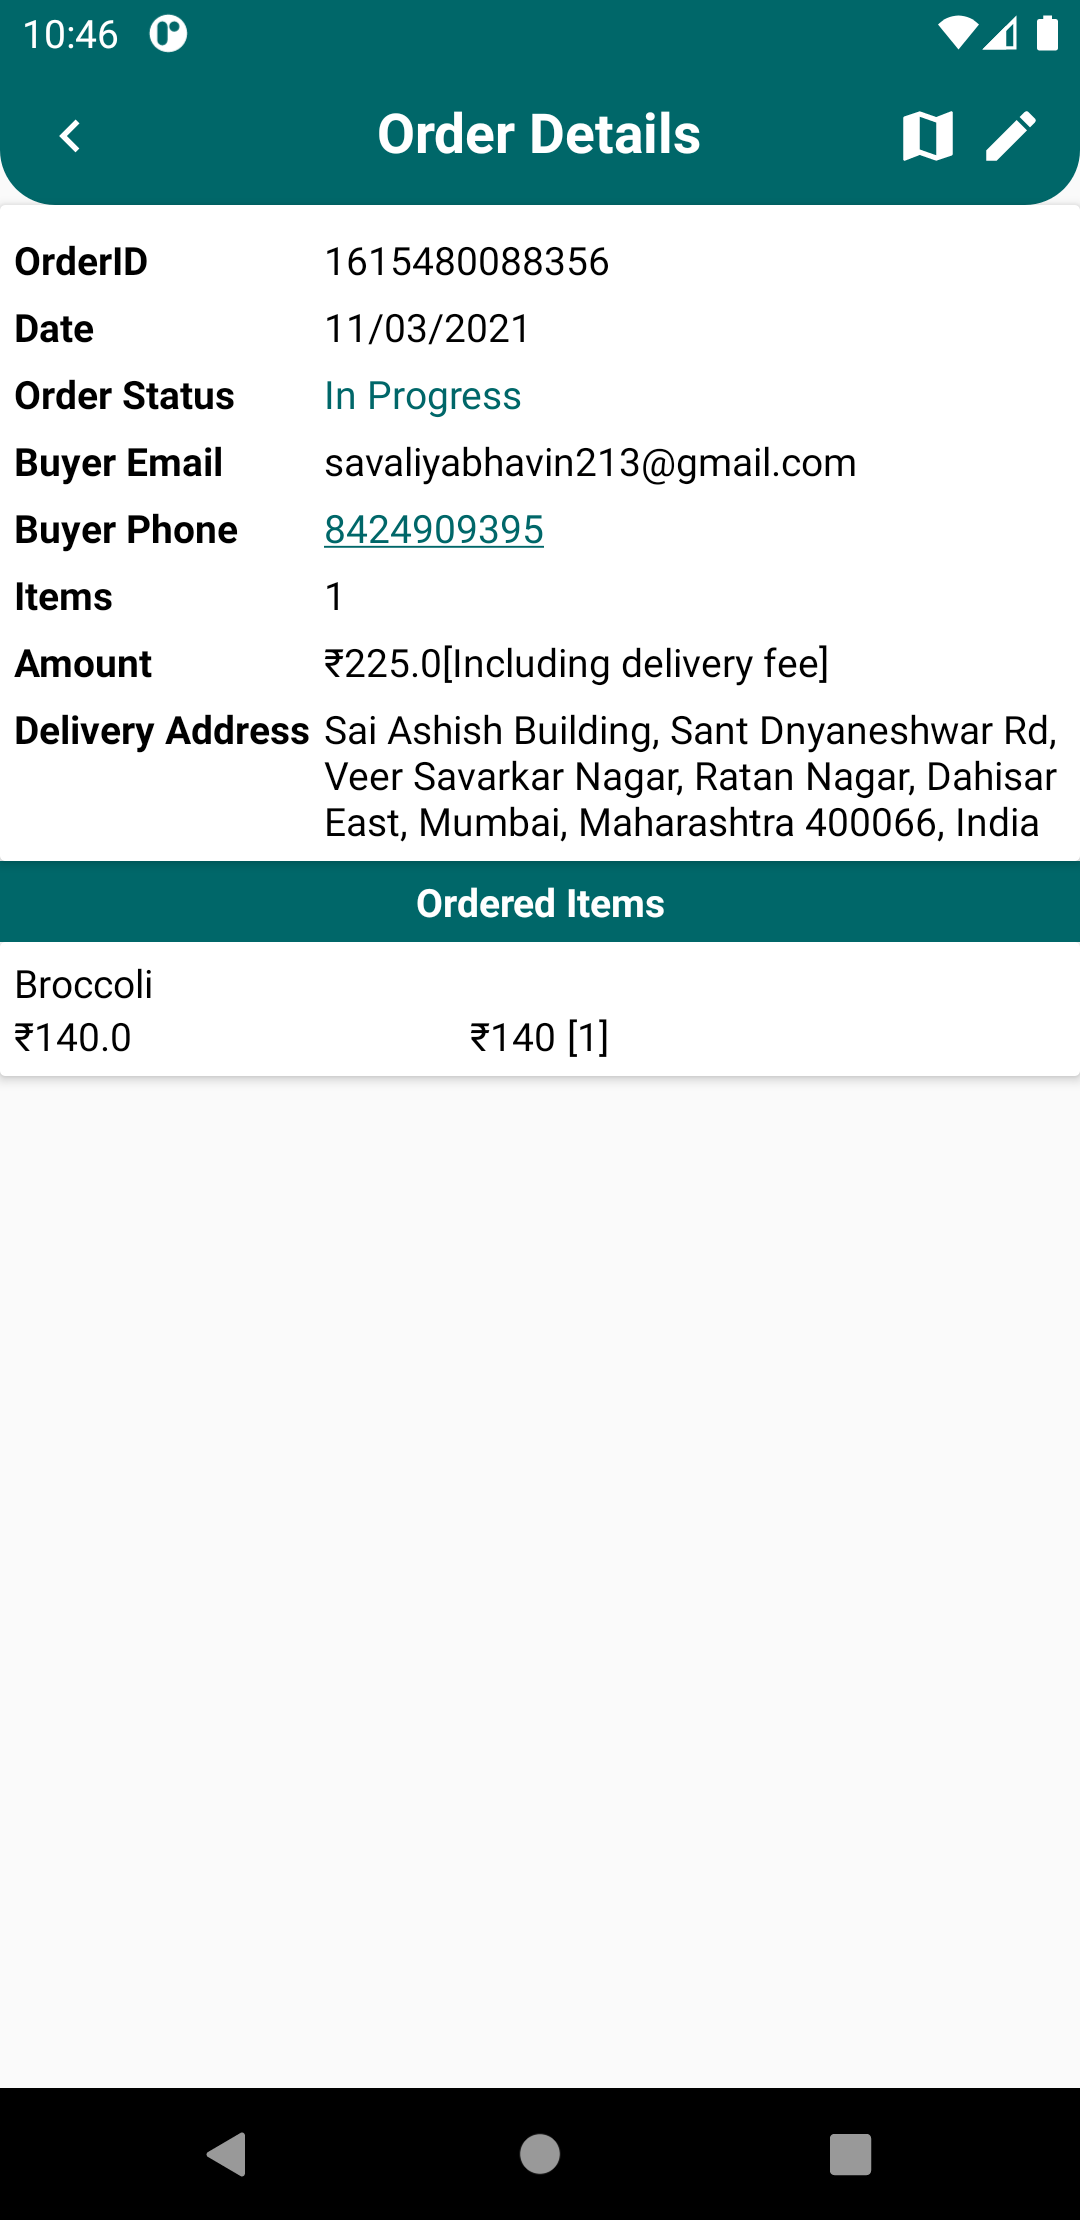 10:46
Order Details
OrderID 1615480088356
Date 11/03/2021
Order Status In Progress
Buyer Email savaliyabhavin213@gmail.com
Buyer Phone 8424909395
Items 1
Amount ₹225.0[Including delivery fee]
Delivery Address Sai Ashish Building, Sant Dnyaneshwar Rd,
Veer Savarkar Nagar, Ratan Nagar, Dahisar
East, Mumbai, Maharashtra 400066, India
Ordered Items
Broccoli
₹140.0 ₹140 [1]